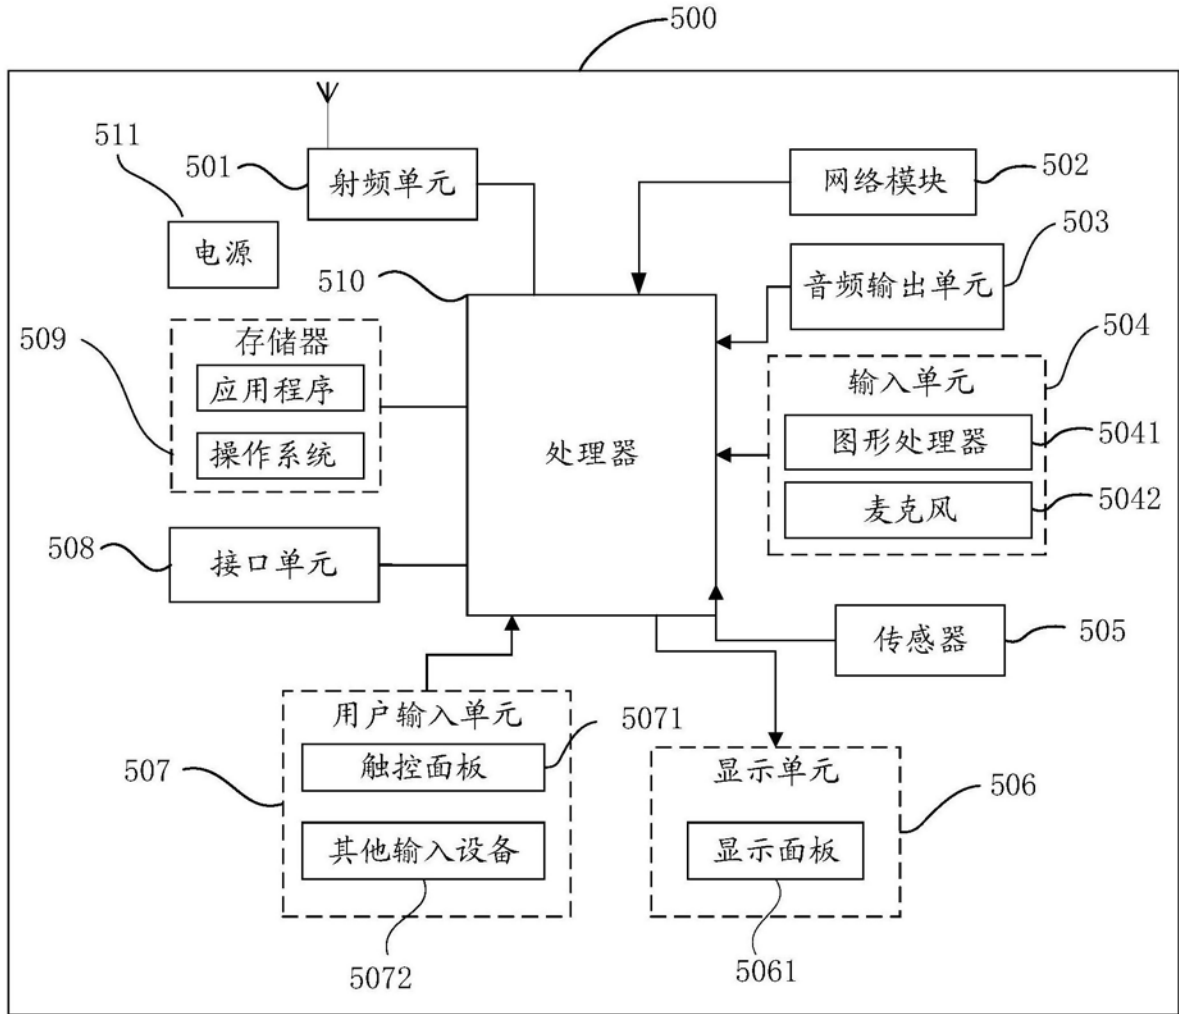 500
511
501
射频单元
网络模块
502
电源
503
音频输出单元
510
509
存储器
应用程序
操作系统
处理器
504
输入单元
图形处理器
5041
麦克风
5042
508
接口单元
传感器
505
用户输入单元
5071
触控面板
507
其他输入设备
5072
显示单元
506
显示面板
5061